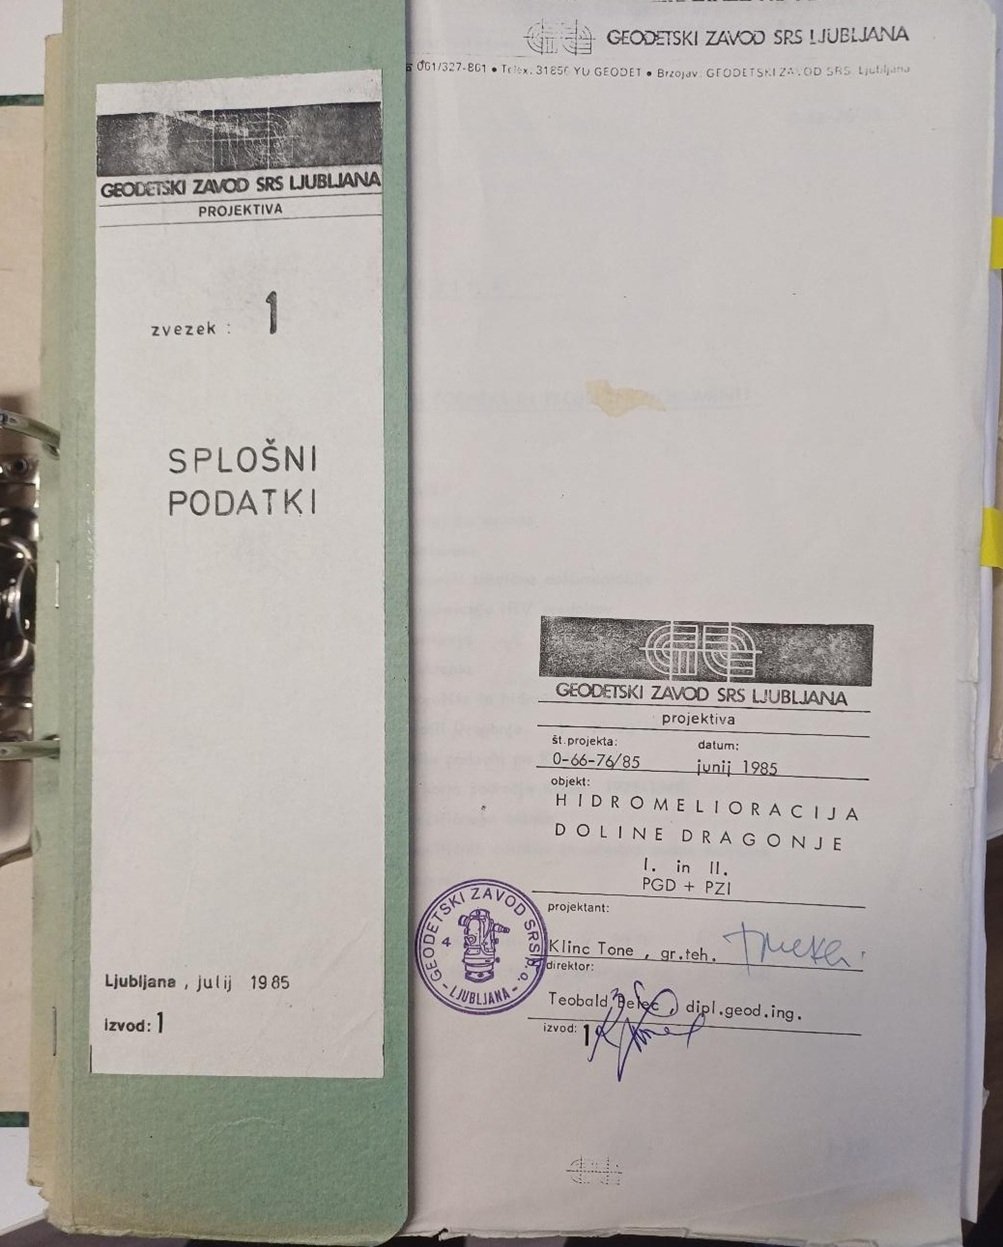 GEODETSKI ZAVOD SRS LJUBLJANA
PROJEKTIVA
zvezek : 1
SPLOŠNI
PODATKI
Ljubljana , julij 1985
izvod: 1
GEODETSKI ZAVOD SRS LJUBLJANA
061/327-861 • Telex. 31856 YU GEODET • Brzojav. GEODETSKI ZAVOD SRS Ljubljana
GEODETSKI ZAVOD SRS LJUBLJANA
projektiva
št.projekta: datum:
0-66-76/85 junij 1985
objekt:
HIDROMELIORACIJA
DOLINE DRAGONJE
I. in II.
PGD + PZI
projektant:
Klinc Tone , gr.teh.
direktor:
Teobald Belec , dipl.geod.ing.
izvod: 1
GEODETSKI ZAVOD SRS
4
- LJUBLJANA -